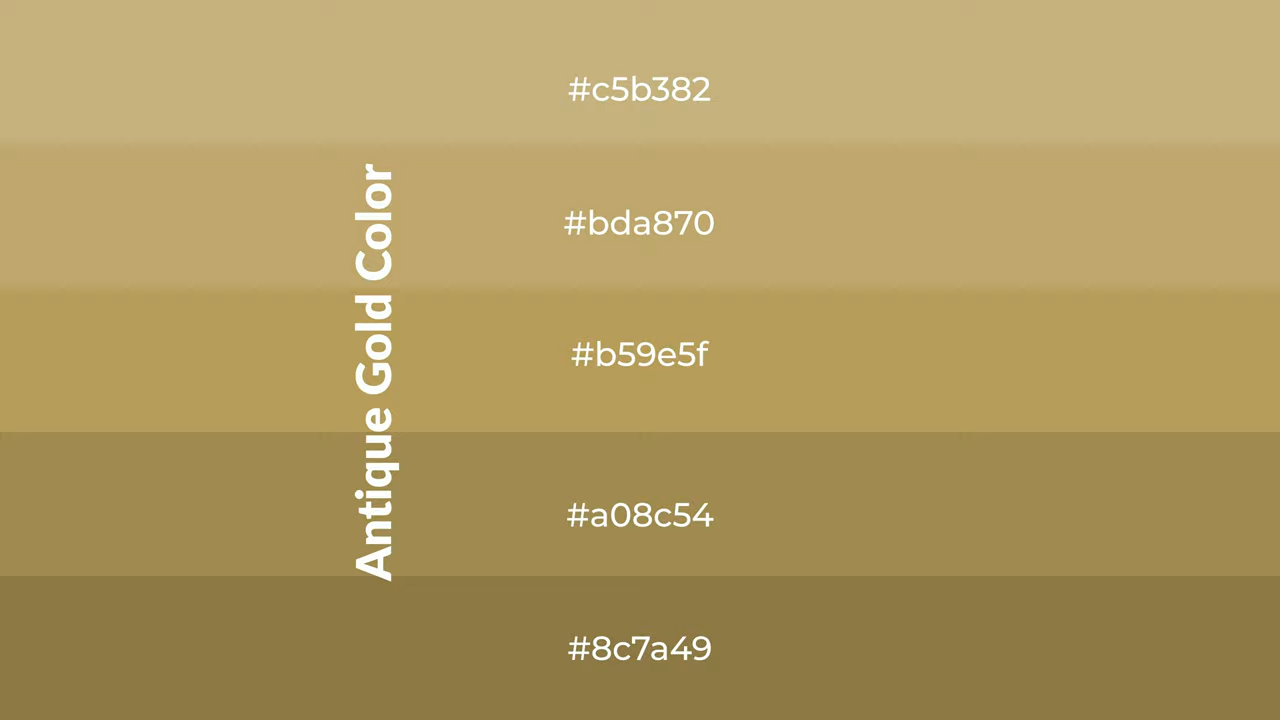 Antique Gold Color
#c5b382
#bda870
#b59e5f
#a08c54
#8c7a49